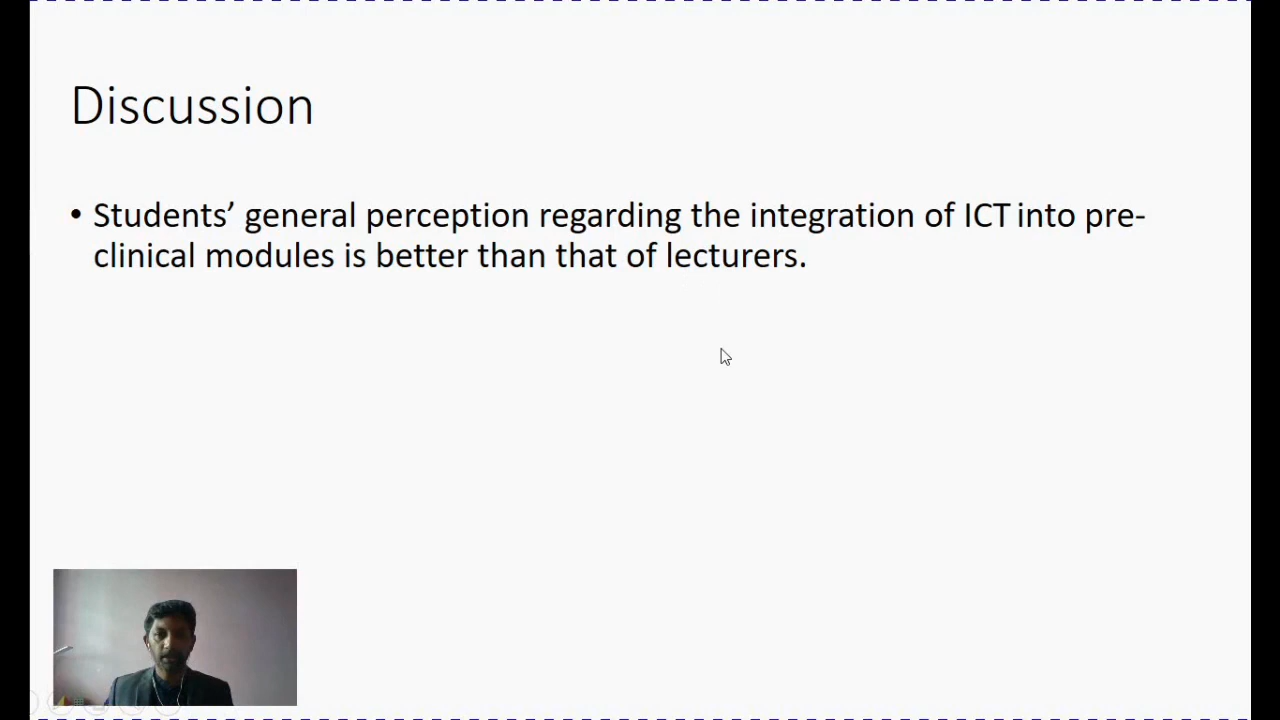 Discussion
• Students’ general perception regarding the integration of ICT into pre-
clinical modules is better than that of lecturers.